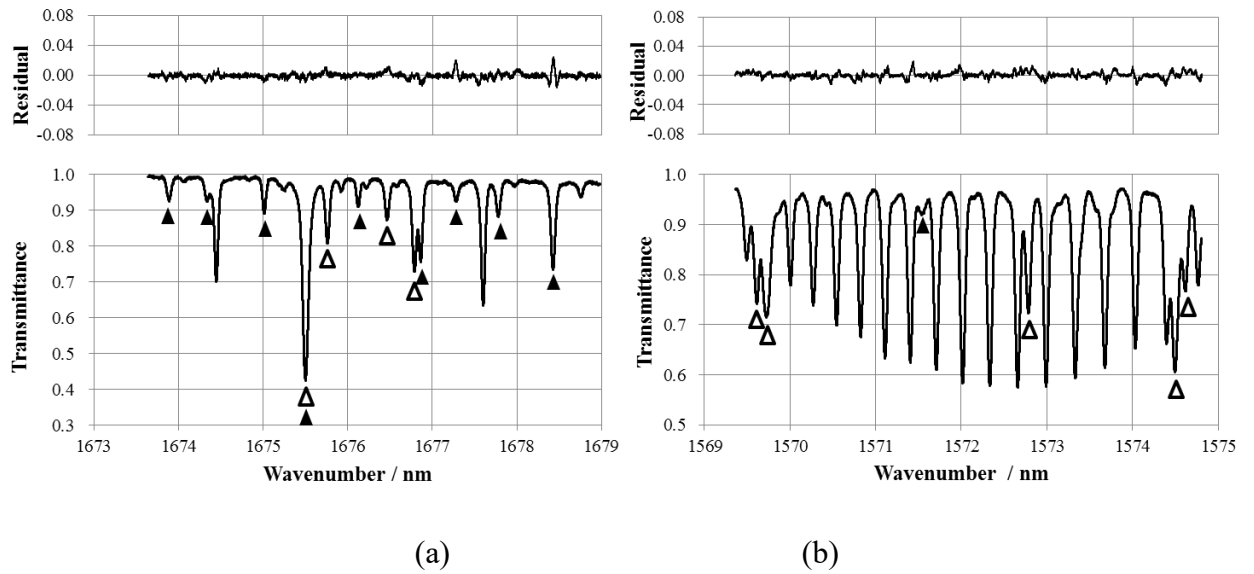 0.08
0.04
0.00
-0.04
-0.08
Residual
1.0
0.9
0.8
0.7
0.6
0.5
0.4
0.3
Transmittance
1673 1674 1675 1676 1677 1678 1679
Wavenumber / nm
(a)
0.08
0.04
0.00
-0.04
-0.08
Residual
1.0
0.9
0.8
0.7
0.6
0.5
Transmittance
1569 1570 1571 1572 1573 1574 1575
Wavenumber / nm
(b)